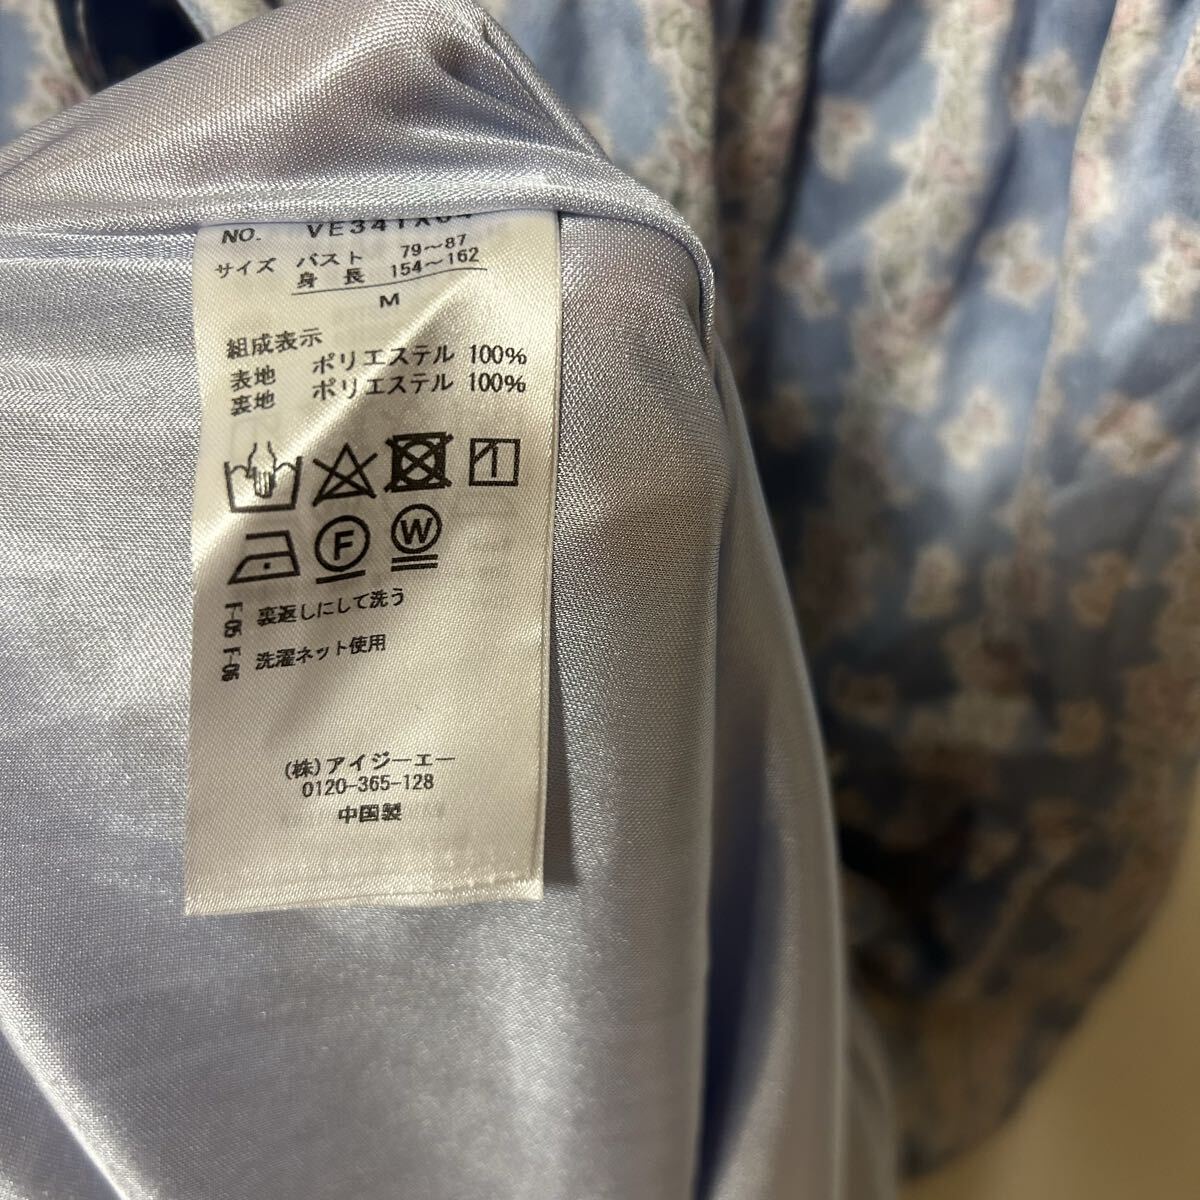 NO. VE341X04
サイズ バスト 79～87
身長 154～162
M
組成表示
表地 ポリエステル 100%
裏地 ポリエステル 100%
F W
F-05 裏返しにして洗う
F-06 洗濯ネット使用
(株)アイジーエー
0120-365-128
中国製